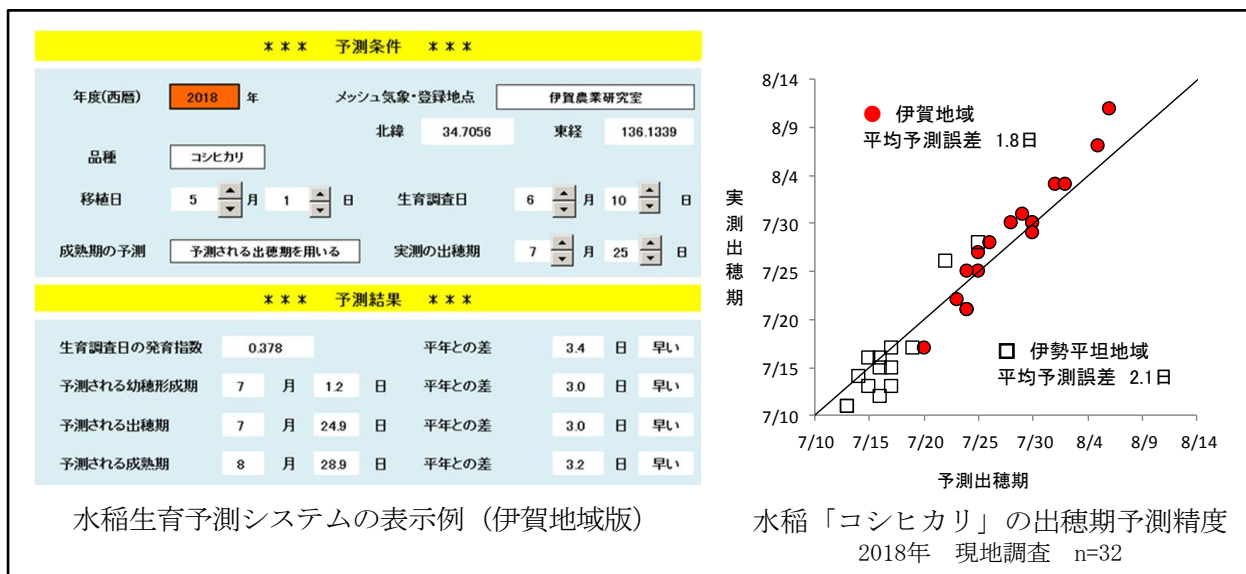 ＊＊＊　予測条件　＊＊＊
年度(西暦) 2018 年 メッシュ気象・登録地点 伊賀農業研究室
北緯 34.7056 東経 136.1339
品種 コシヒカリ
移植日 5 月 1 日 生育調査日 6 月 10 日
成熟期の予測 予測される出穂期を用いる 実測の出穂期 7 月 25 日
＊＊＊　予測結果　＊＊＊
生育調査日の発育指数 0.378 平年との差 3.4 日 早い
予測される幼穂形成期 7 月 1.2 日 平年との差 3.0 日 早い
予測される出穂期 7 月 24.9 日 平年との差 3.0 日 早い
予測される成熟期 8 月 28.9 日 平年との差 3.2 日 早い
水稲生育予測システムの表示例（伊賀地域版）
実測出穂期
8/14
8/9
8/4
7/30
7/25
7/20
7/15
7/10
伊賀地域
平均予測誤差 1.8日
伊勢平坦地域
平均予測誤差 2.1日
7/10 7/15 7/20 7/25 7/30 8/4 8/9 8/14
予測出穂期
水稲「コシヒカリ」の出穂期予測精度
2018年　現地調査　n=32